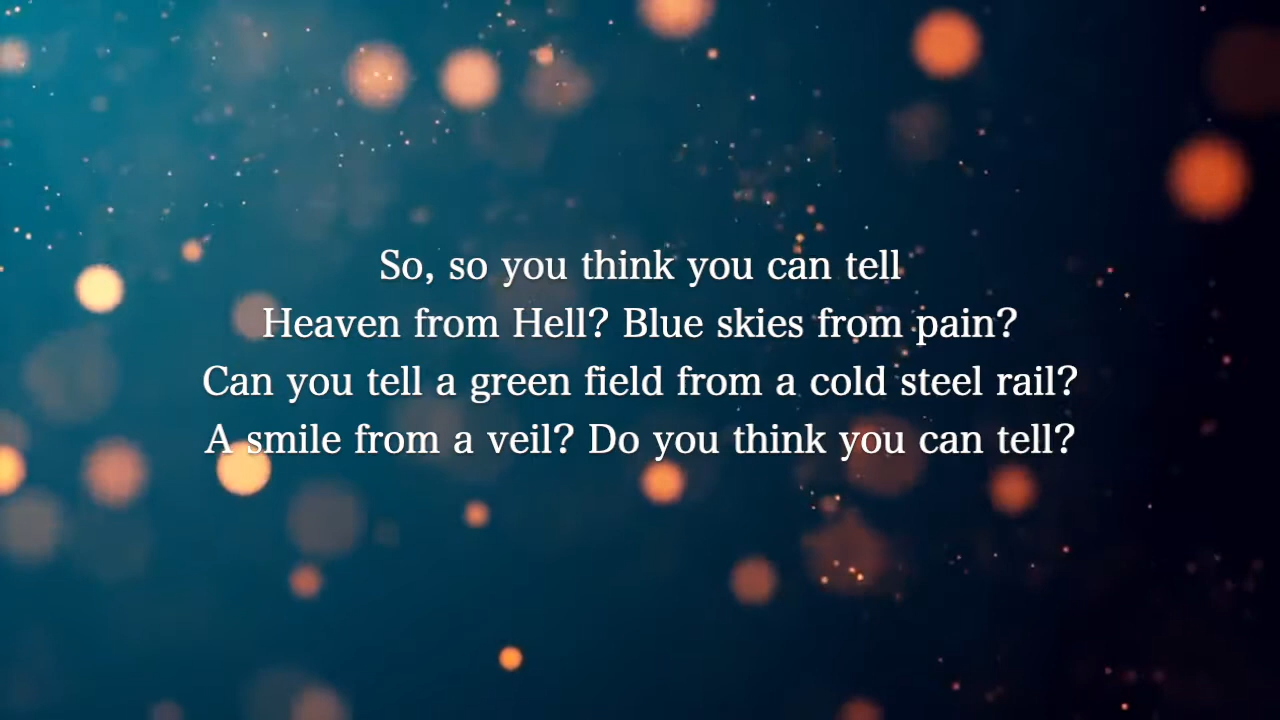 So, so you think you can tell
Heaven from Hell? Blue skies from pain?
Can you tell a green field from a cold steel rail?
A smile from a veil? Do you think you can tell?